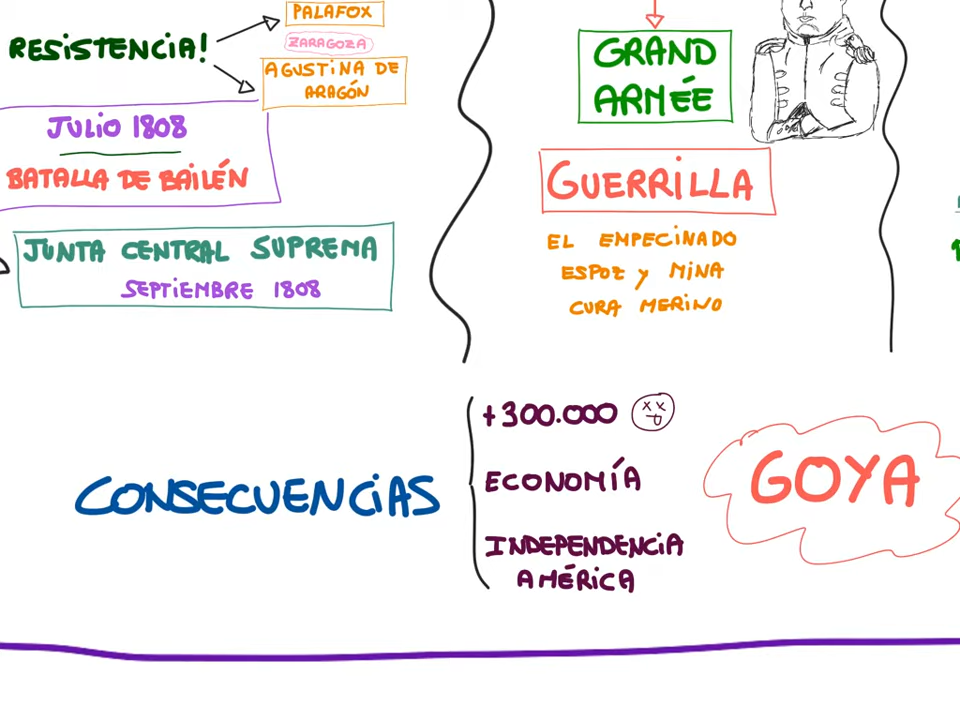 PALAFOX
RESISTENCIA!
ZARAGOZA
AGUSTINA DE
ARAGÓN
JULIO 1808
BATALLA DE BAILÉN
JUNTA CENTRAL SUPREMA
SEPTIEMBRE 1808
GRAND
ARMÉE
GUERRILLA
EL EMPECINADO
ESPOZ y MINA
CURA MERINO
CONSECUENCIAS
+300.000
ECONOMÍA
INDEPENDENCIA
AMÉRICA
GOYA